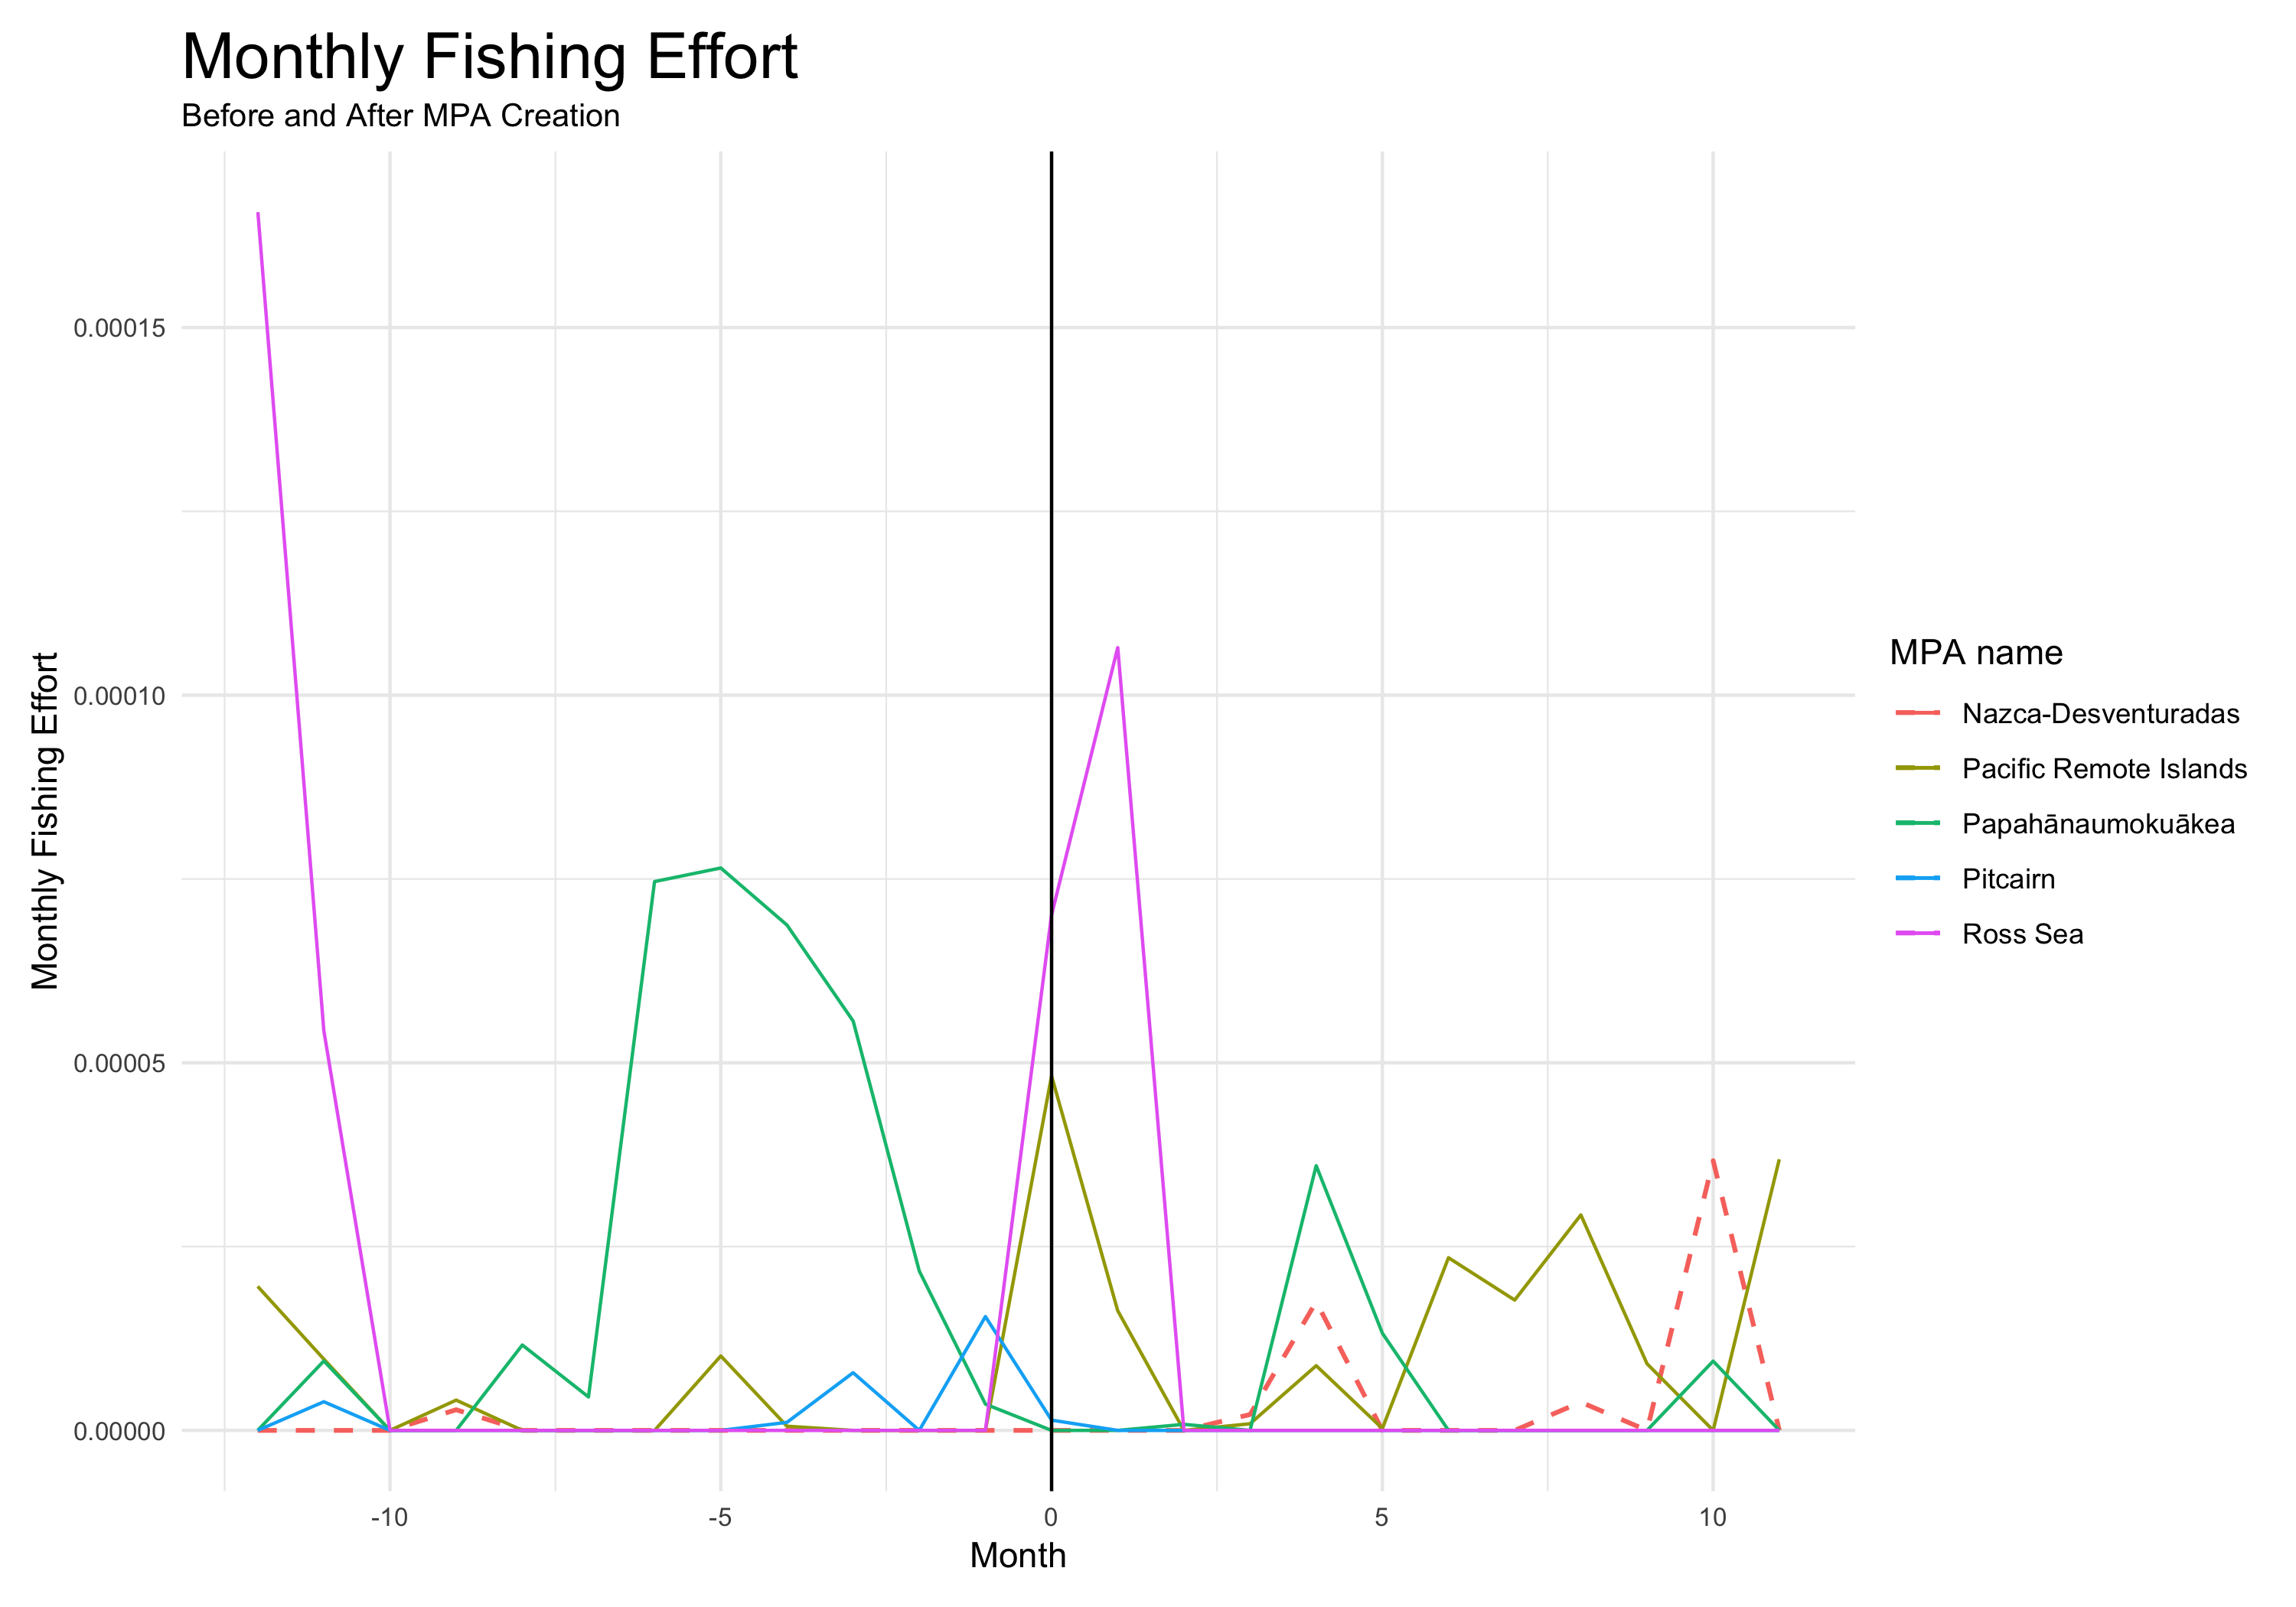 Monthly Fishing Effort
Before and After MPA Creation
Monthly Fishing Effort
0.00015
0.00010
0.00005
0.00000
-10
-5
0
5
10
Month
MPA name
Nazca-Desventuradas
Pacific Remote Islands
Papahānaumokuākea
Pitcairn
Ross Sea